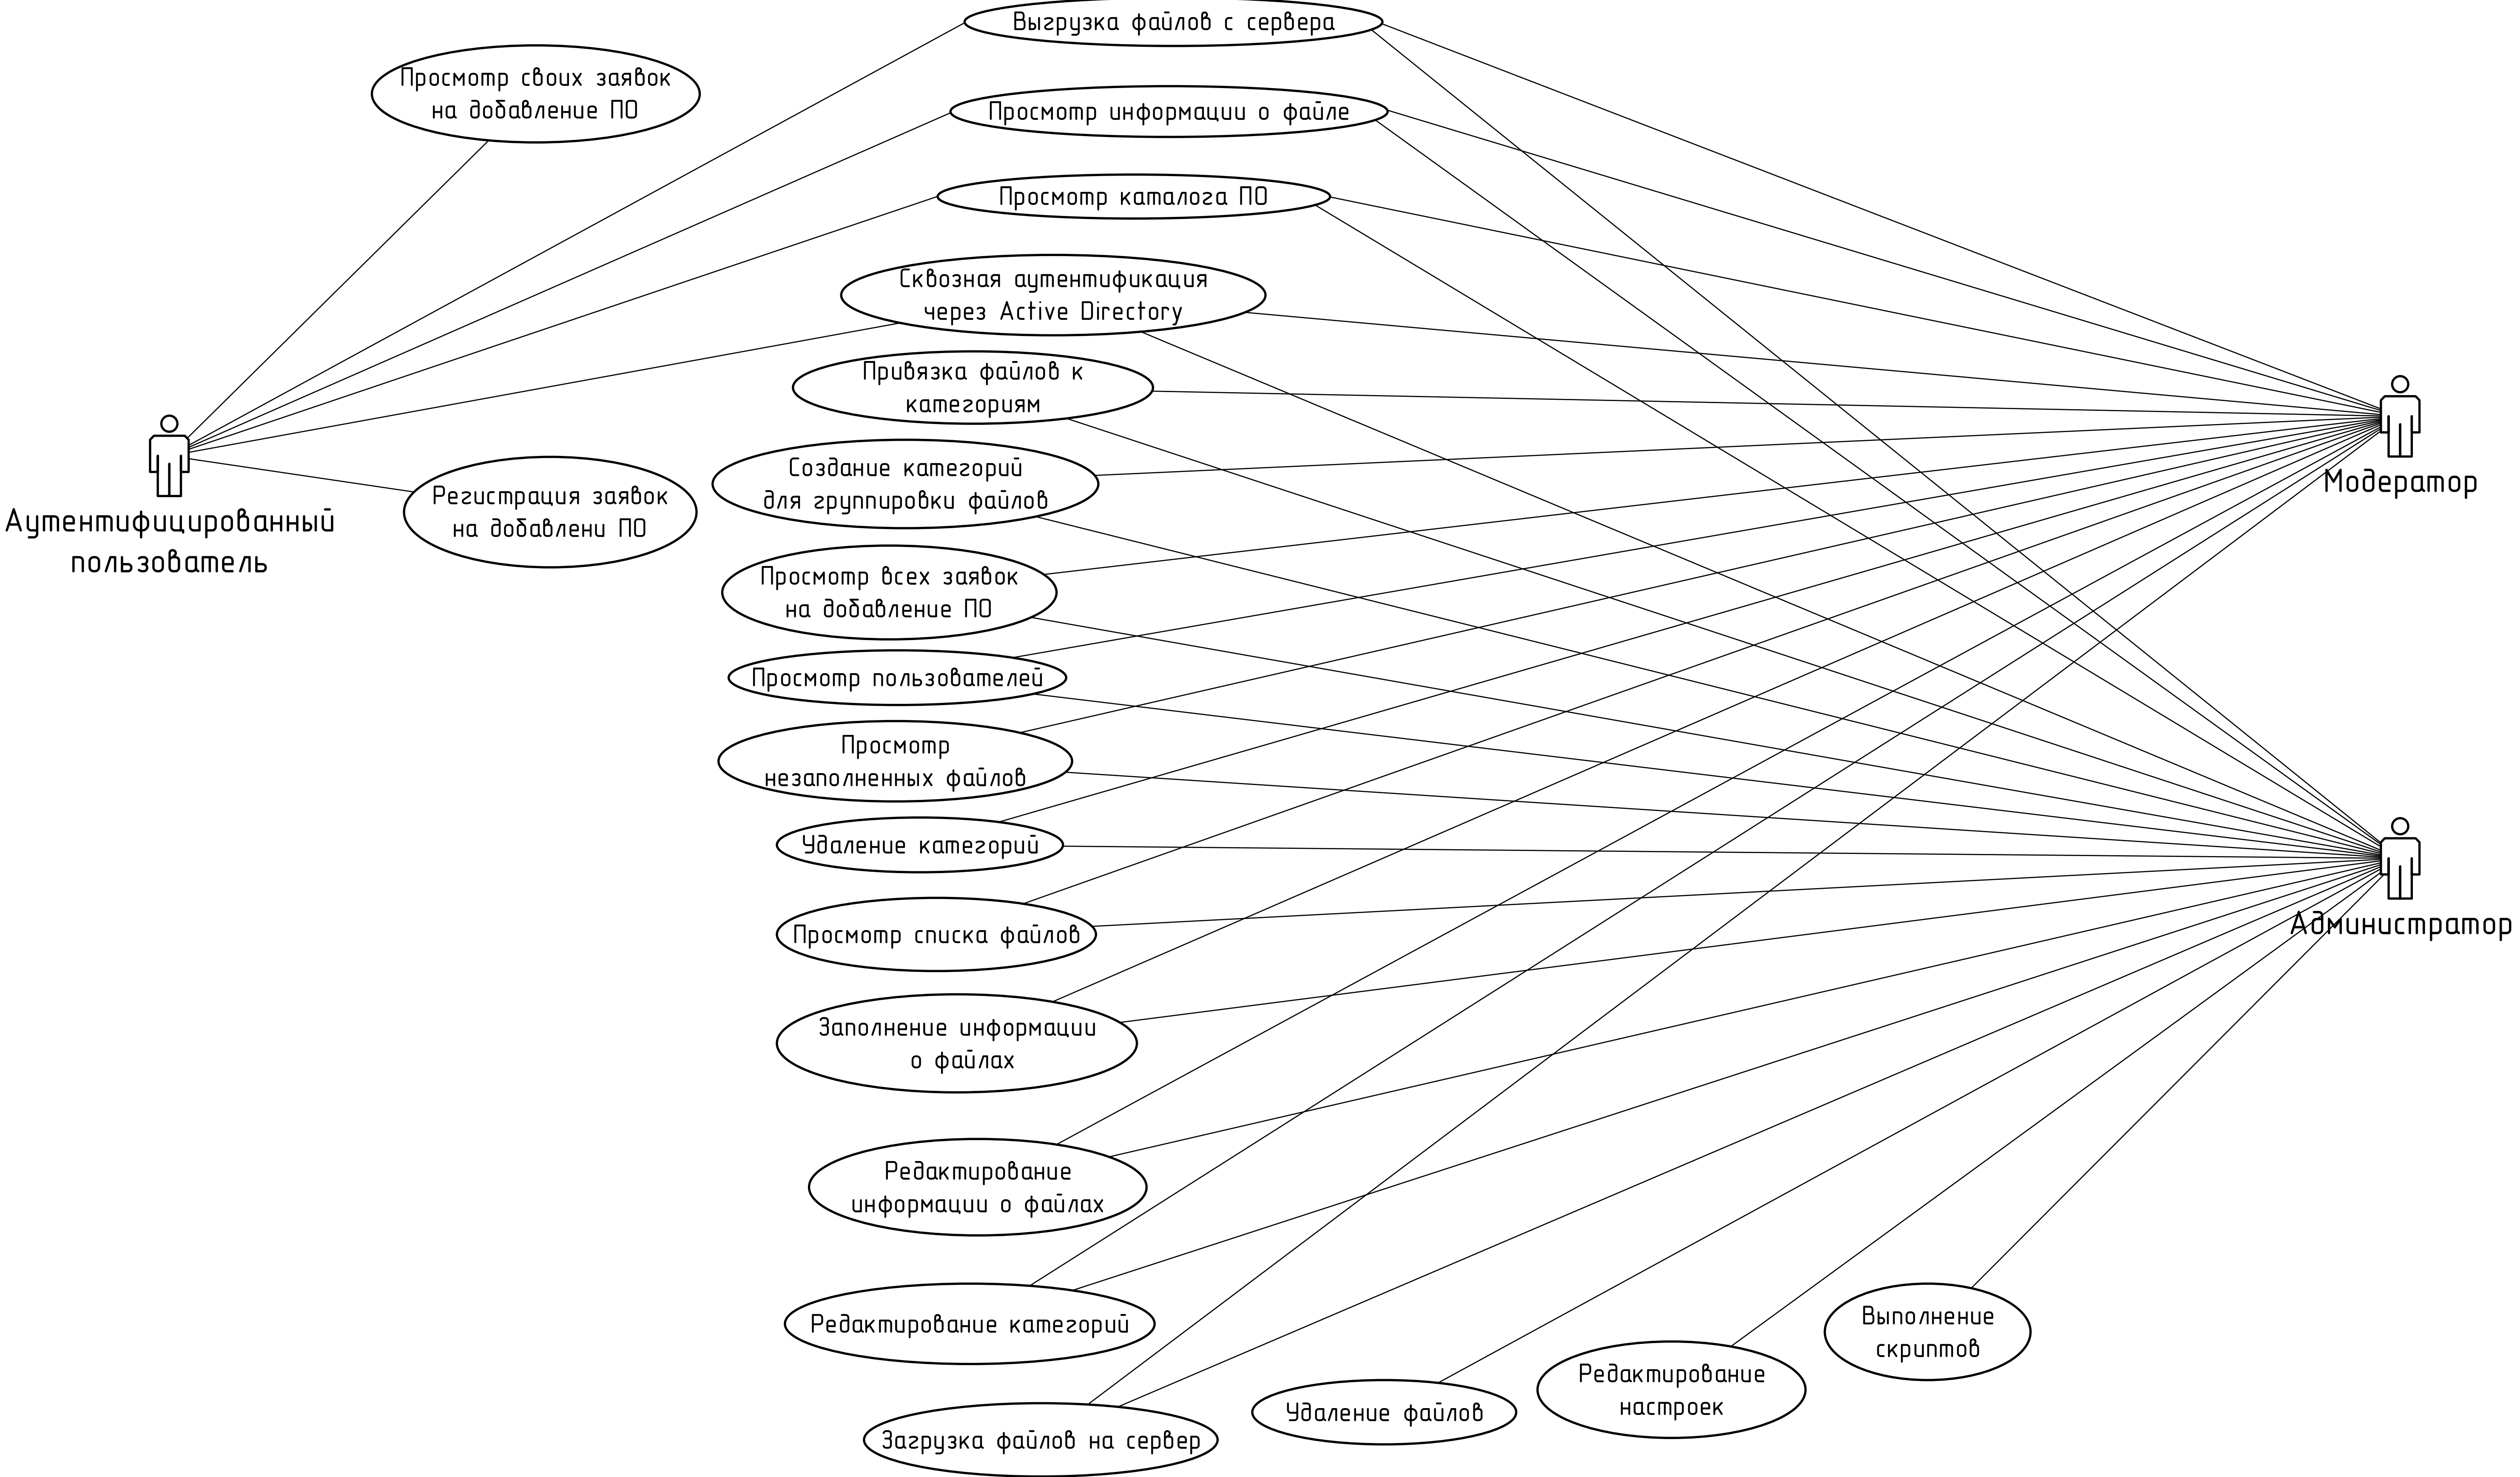 Выгрузка файлов с сервера
Просмотр своих заявок
на добавление ПО
Просмотр информации о файле
Просмотр каталога ПО
Сквозная аутентификация
через Active Directory
Привязка файлов к
категориям
Создание категорий
для группировки файлов
Модератор
Регистрация заявок
на добавлени ПО
Аутентифицированный
пользователь
Просмотр всех заявок
на добавление ПО
Просмотр пользователей
Просмотр
незаполненных файлов
Удаление категорий
Просмотр списка файлов
Администратор
Заполнение информации
о файлах
Редактирование
информации о файлах
Редактирование категорий
Выполнение
скриптов
Редактирование
настроек
Удаление файлов
Загрузка файлов на сервер